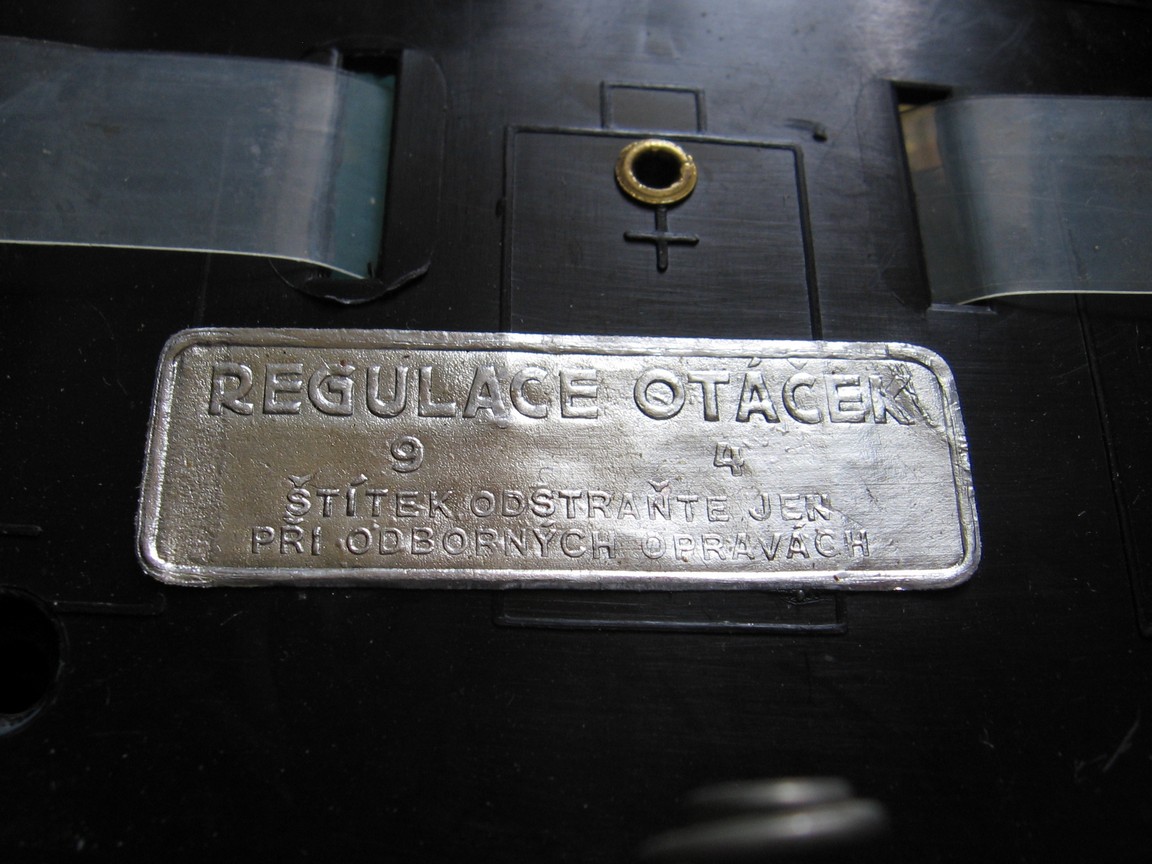 REGULACE OTÁČEK
9 4
ŠTÍTEK ODSTRAŇTE JEN
PŘI ODBORNÝCH OPRAVÁCH